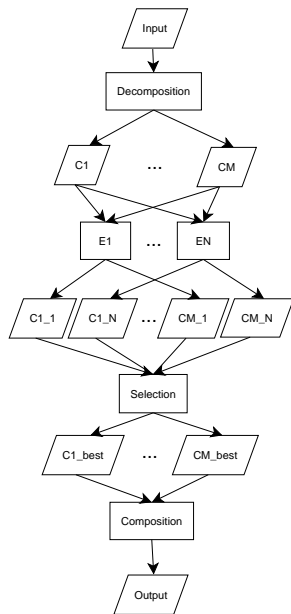 Input
Decomposition
C1 ... CM
E1 ... EN
C1_1 C1_N ... CM_1 CM_N
Selection
C1_best ... CM_best
Composition
Output